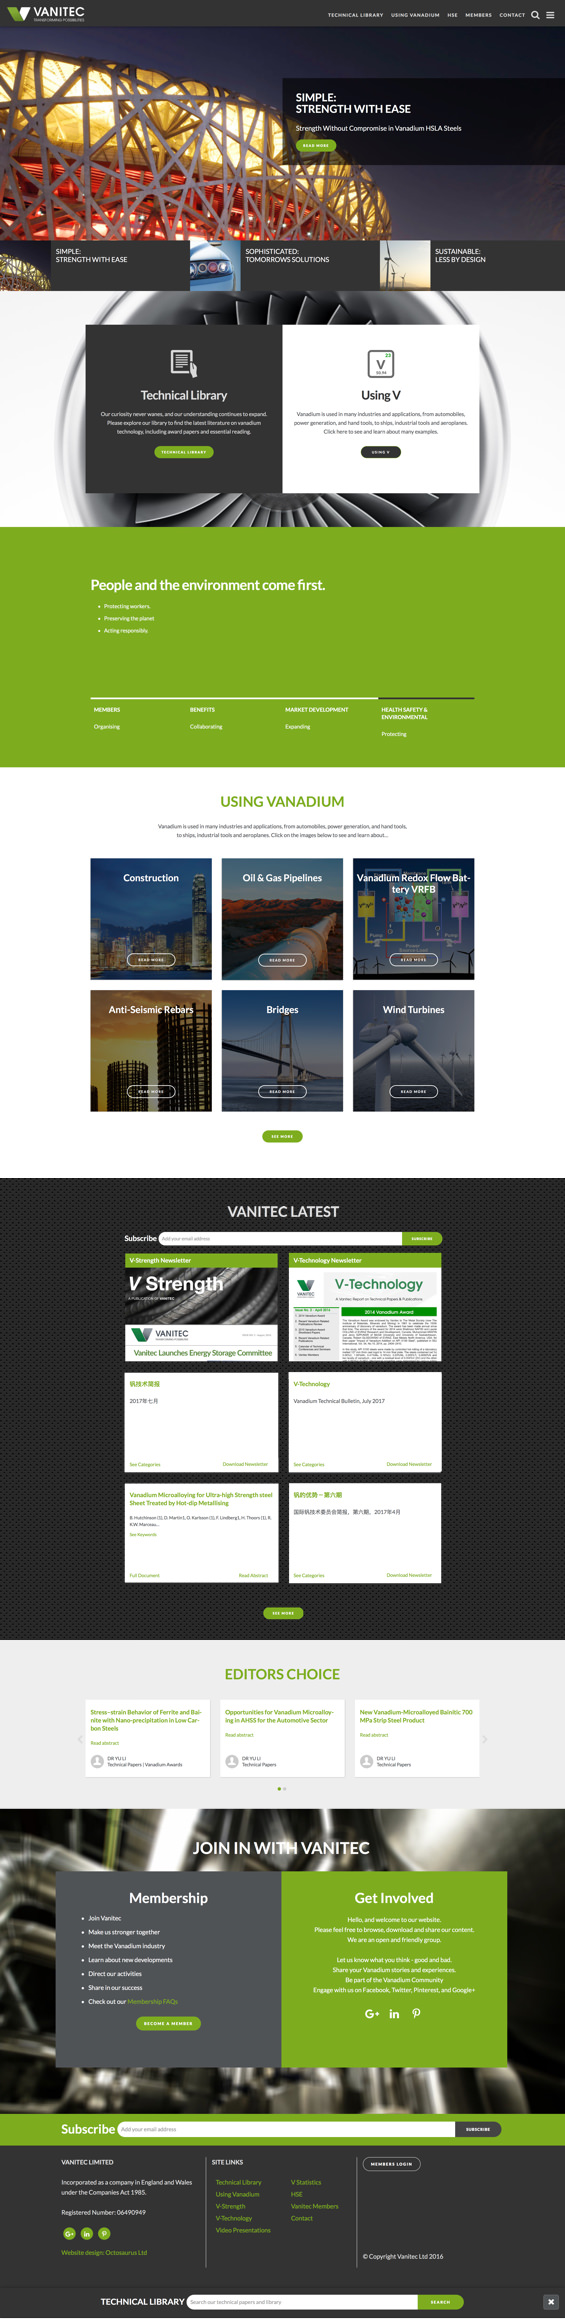 VANITEC
TRANSFORMING POSSIBILITIES
TECHNICAL LIBRARY USING VANADIUM HSE MEMBERS CONTACT
SIMPLE:
STRENGTH WITH EASE
Strength Without Compromise in Vanadium HSLA Steels
READ MORE
SIMPLE:
STRENGTH WITH EASE
SOPHISTICATED:
TOMORROWS SOLUTIONS
SUSTAINABLE:
LESS BY DESIGN
Technical Library
Our curiosity never wanes, and our understanding continues to expand.
Please explore our library to find the latest literature on vanadium
technology, including award papers and essential reading.
TECHNICAL LIBRARY
23
V
50.94
Using V
Vanadium is used in many industries and applications, from automobiles,
power generation, and hand tools, to ships, industrial tools and aeroplanes.
Click here to see and learn about many examples.
USING V
People and the environment come first.
• Protecting workers.
• Preserving the planet
• Acting responsibly.
MEMBERS
Organising
BENEFITS
Collaborating
MARKET DEVELOPMENT
Expanding
HEALTH SAFETY &
ENVIRONMENTAL
Protecting
USING VANADIUM
Vanadium is used in many industries and applications, from automobiles, power generation, and hand tools,
to ships, industrial tools and aeroplanes. Click on the images below to see and learn about...
Construction
READ MORE
Oil & Gas Pipelines
READ MORE
Vanadium Redox Flow Bat-
tery VRFB
Pump
Pump
Power
Source-Load
READ MORE
Anti-Seismic Rebars
READ MORE
Bridges
READ MORE
Wind Turbines
READ MORE
SEE MORE
VANITEC LATEST
Subscribe
Add your email address
SUBSCRIBE
V-Strength Newsletter
V Strength
A PUBLICATION BY VANITEC
VANITEC
Vanitec Launches Energy Storage Committee
V-Technology Newsletter
VANITEC
V-Technology
A Vanitec Report on Technical Papers & Publications
Issue No. 2 - April 2014
2014 Vanadium Award
钒技术简报
2017年七月
See Categories
Download Newsletter
V-Technology
Vanadium Technical Bulletin, July 2017
See Categories
Download Newsletter
Vanadium Microalloying for Ultra-high Strength steel
Sheet Treated by Hot-dip Metallising
B. Hutchinson (1), D. Martin1, O. Karlsson (1), F. Lindberg1, H. Thoors (1), R.
K.W. Marceau,...
See Keywords
Full Document
Read Abstract
钒的优势－第六期
国际钒技术委员会简报，第六期，2017年4月
See Categories
Download Newsletter
SEE MORE
EDITORS CHOICE
Stress–strain Behavior of Ferrite and Bai-
nite with Nano-precipitation in Low Car-
bon Steels
Read abstract
DR YU LI
Technical Papers | Vanadium Awards
Opportunities for Vanadium Microalloy-
ing in AHSS for the Automotive Sector
Read abstract
DR YU LI
Technical Papers
New Vanadium-Microalloyed Bainitic 700
MPa Strip Steel Product
Read abstract
DR YU LI
Technical Papers
JOIN IN WITH VANITEC
Membership
• Join Vanitec
• Make us stronger together
• Meet the Vanadium industry
• Learn about new developments
• Direct our activities
• Share in our success
• Check out our Membership FAQs
BECOME A MEMBER
Get Involved
Hello, and welcome to our website.
Please feel free to browse, download and share our content.
We are an open and friendly group.
Let us know what you think - good and bad.
Share your Vanadium stories and experiences.
Be part of the Vanadium Community
Engage with us on Facebook, Twitter, Pinterest, and Google+
G+ in
Subscribe
Add your email address
SUBSCRIBE
VANITEC LIMITED
Incorporated as a company in England and Wales
under the Companies Act 1985.
Registered Number: 06490949
G+ in
Website design: Octosaurus Ltd
SITE LINKS
Technical Library
Using Vanadium
V-Strength
V-Technology
Video Presentations
V Statistics
HSE
Vanitec Members
Contact
MEMBERS LOGIN
© Copyright Vanitec Ltd 2016
TECHNICAL LIBRARY
Search our technical papers and library
SEARCH